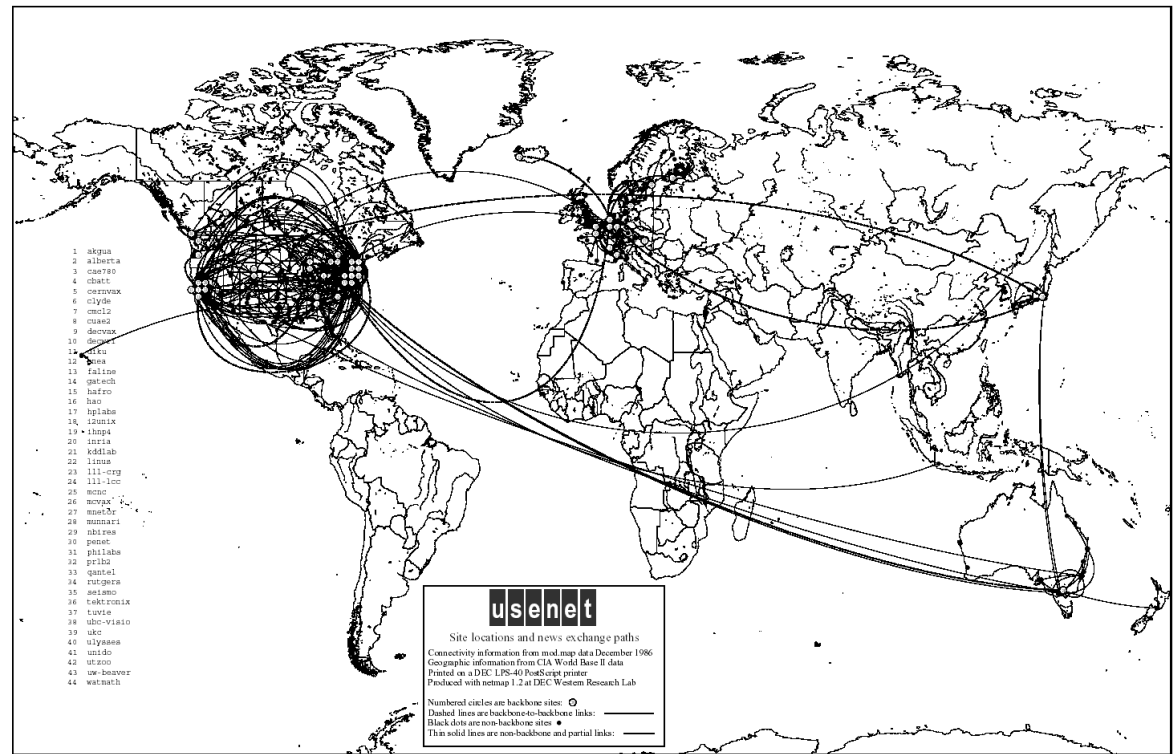 1 akgua
2 alberta
3 cae780
4 cbatt
5 cernvax
6 clyde
7 cmcl2
8 cuae2
9 decvax
10 decwrl
11 diku
12 enea
13 faline
14 gatech
15 hafro
16 hao
17 hplabs
18 i2unix
19 ihnp4
20 inria
21 kddlab
22 linus
23 lll-crg
24 lll-lcc
25 mcnc
26 mcvax
27 mnetor
28 munnari
29 nbires
30 penet
31 philabs
32 prlb2
33 qantel
34 rutgers
35 seismo
36 tektronix
37 tuvie
38 ubc-visio
39 ukc
40 ulysses
41 unido
42 utzoo
43 uw-beaver
44 watmath
usenet
Site locations and news exchange paths
Connectivity information from mod.map data December 1986
Geographic information from CIA World Base II data
Printed on a DEC LPS-40 PostScript printer
Produced with netmap 1.2 at DEC Western Research Lab
Numbered circles are backbone sites:
Dashed lines are backbone-to-backbone links:
Black dots are non-backbone sites
Thin solid lines are non-backbone and partial links: